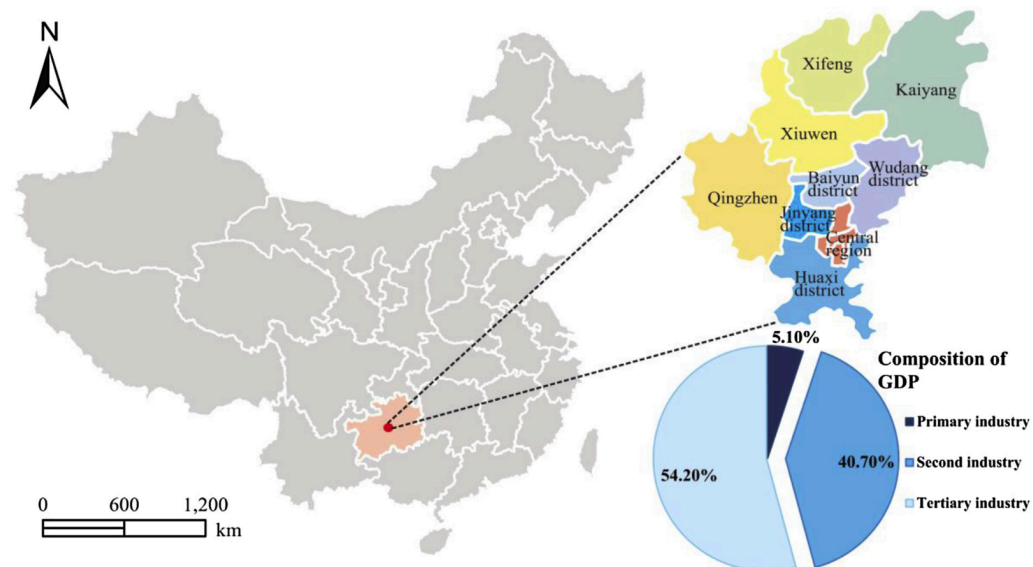 N
Xifeng
Kaiyang
Xiuwen
Wudang
district
Baiyun
district
Qingzhen
Jinyang
district
Central
region
Huaxi
district
5.10%
Composition of
GDP
Primary industry
40.70%
Second industry
54.20%
Tertiary industry
0 600 1,200
km